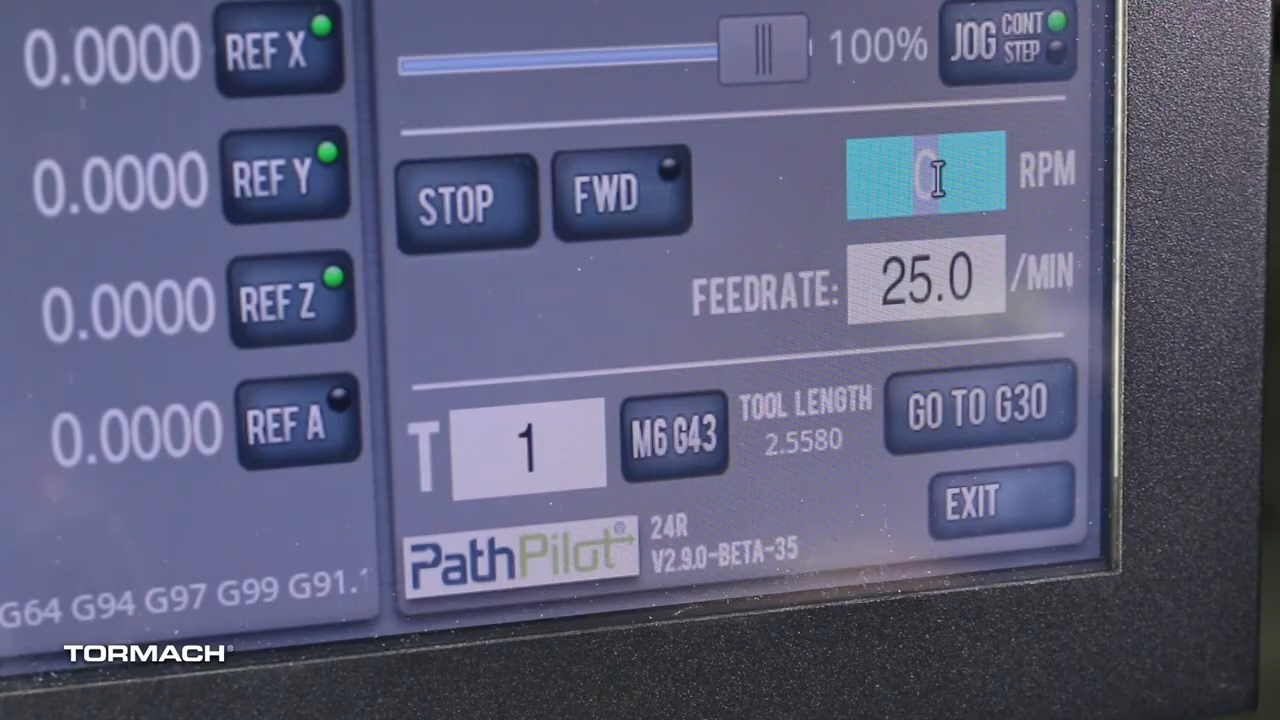 0.0000 REF X
100%
JOG CONT STEP
0.0000 REF Y
STOP FWD
0 RPM
0.0000 REF Z
FEEDRATE: 25.0 /MIN
0.0000 REF A
T 1 M6 G43
TOOL LENGTH
2.5580
GO TO G30
EXIT
PathPilot®
24R
V2.9.0-BETA-35
G64 G94 G97 G99 G91.1
TORMACH®